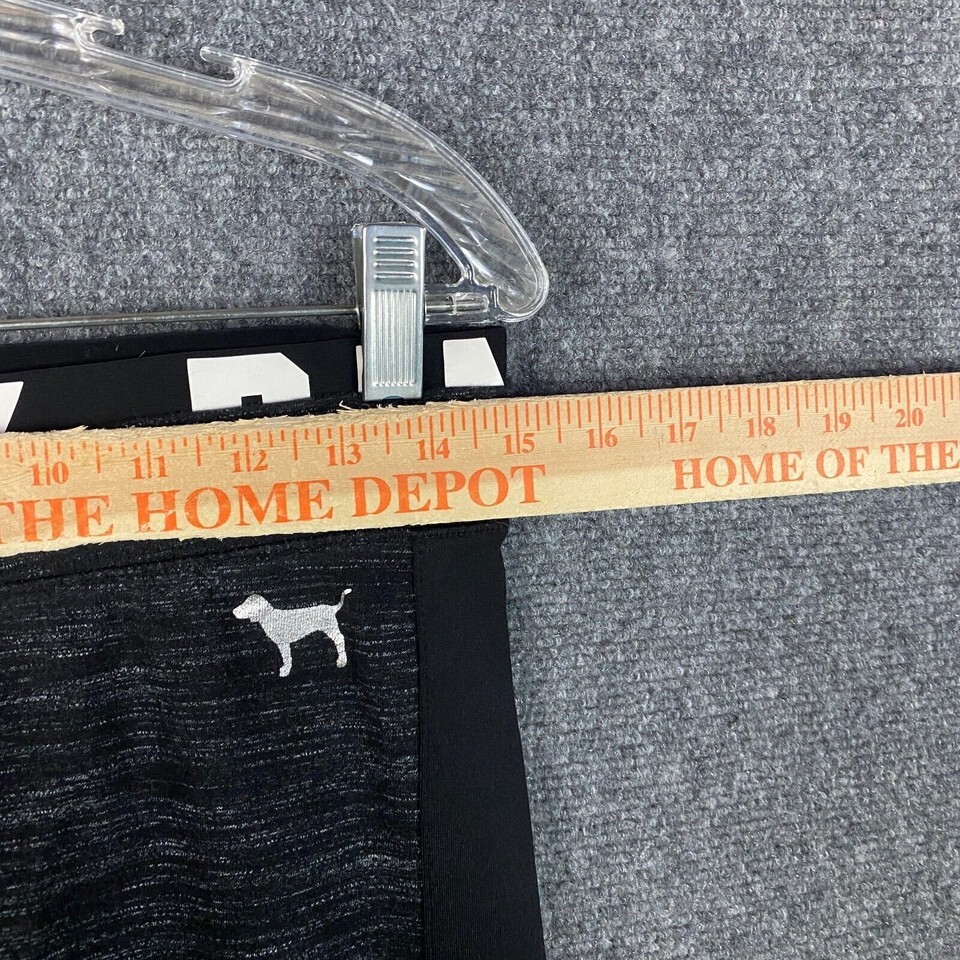 10 11 12 13 14 15 16 17 18 19 20
THE HOME DEPOT HOME OF THE